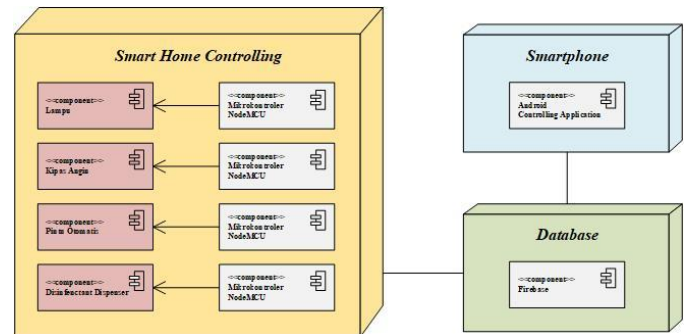 Smart Home Controlling
<<component>>
Lampu
<<component>>
Mikrokontroler
NodeMCU
<<component>>
Kipas Angin
<<component>>
Mikrokontroler
NodeMCU
<<component>>
Pintu Otomatis
<<component>>
Mikrokontroler
NodeMCU
<<component>>
Disinfenctant Dispenser
<<component>>
Mikrokontroler
NodeMCU
Smartphone
<<component>>
Android
Controlling Application
Database
<<component>>
Firebase